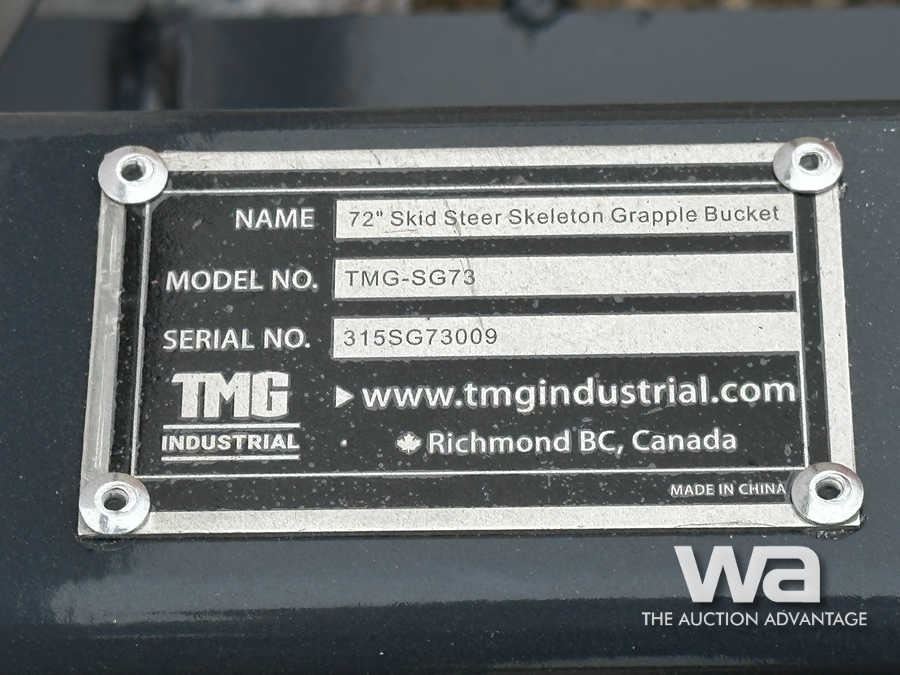 NAME 72" Skid Steer Skeleton Grapple Bucket
MODEL NO. TMG-SG73
SERIAL NO. 315SG73009
TMG
INDUSTRIAL
www.tmgindustrial.com
Richmond BC, Canada
MADE IN CHINA
wa
THE AUCTION ADVANTAGE